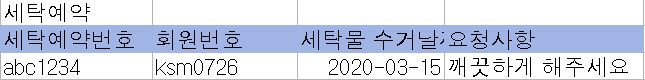 세탁예약
세탁예약번호 회원번호 세탁물 수거날 요청사항
abc1234 ksm0726 2020-03-15 깨끗하게 해주세요